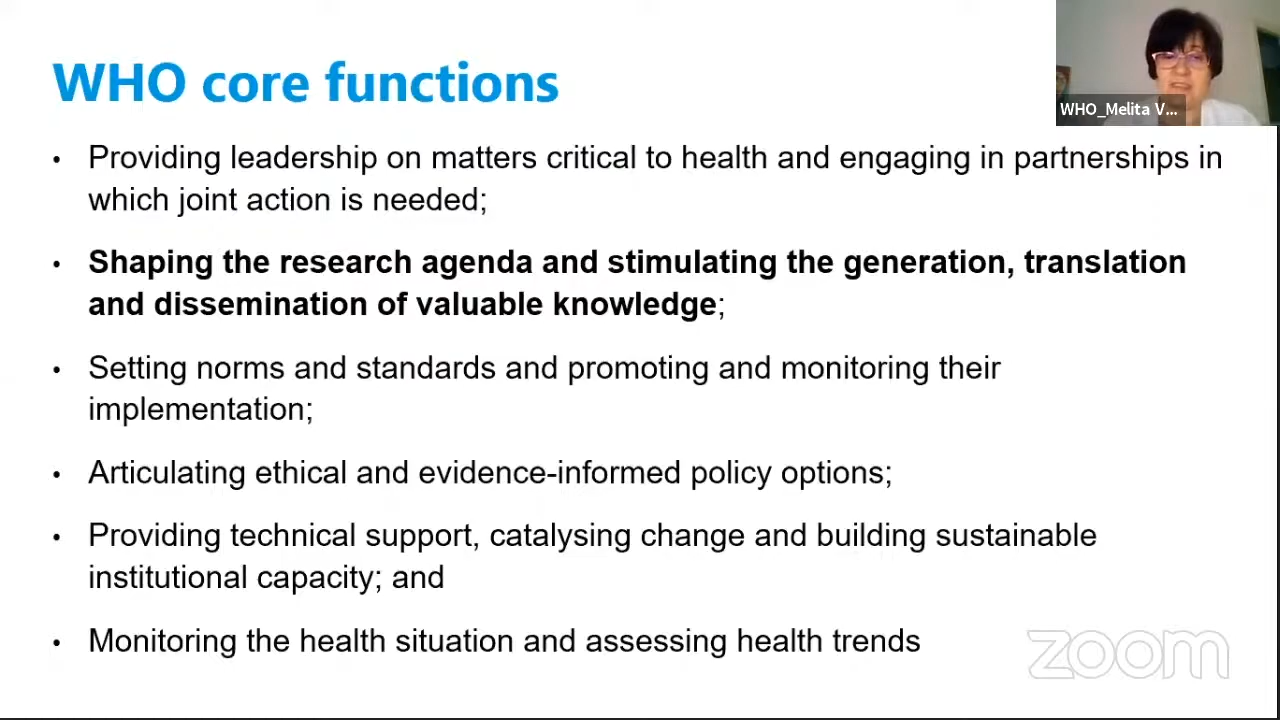 WHO core functions
WHO_Melita V...
• Providing leadership on matters critical to health and engaging in partnerships in
which joint action is needed;
• Shaping the research agenda and stimulating the generation, translation
and dissemination of valuable knowledge;
• Setting norms and standards and promoting and monitoring their
implementation;
• Articulating ethical and evidence-informed policy options;
• Providing technical support, catalysing change and building sustainable
institutional capacity; and
• Monitoring the health situation and assessing health trends
zoom